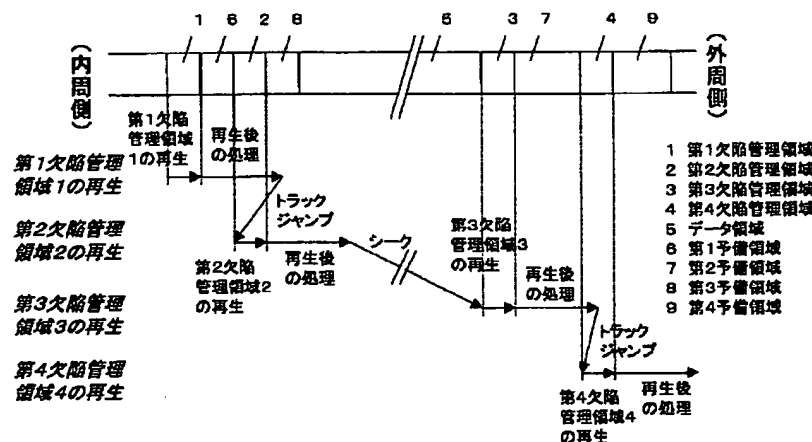 1 6 2 8 5 3 7 4 9
(内周側)
(外周側)
第1欠陥
管理領域
1の再生
再生後
の処理
第1欠陥管理
領域1の再生
トラック
ジャンプ
第2欠陥管理
領域2の再生
第2欠陥
管理領域2
の再生
再生後
の処理
シーク
第3欠陥
管理領域3
の再生
再生後
の処理
第3欠陥管理
領域3の再生
トラック
ジャンプ
第4欠陥管理
領域4の再生
第4欠陥
管理領域4
の再生
再生後
の処理
1 第1欠陥管理領域
2 第2欠陥管理領域
3 第3欠陥管理領域
4 第4欠陥管理領域
5 データ領域
6 第1予備領域
7 第2予備領域
8 第3予備領域
9 第4予備領域